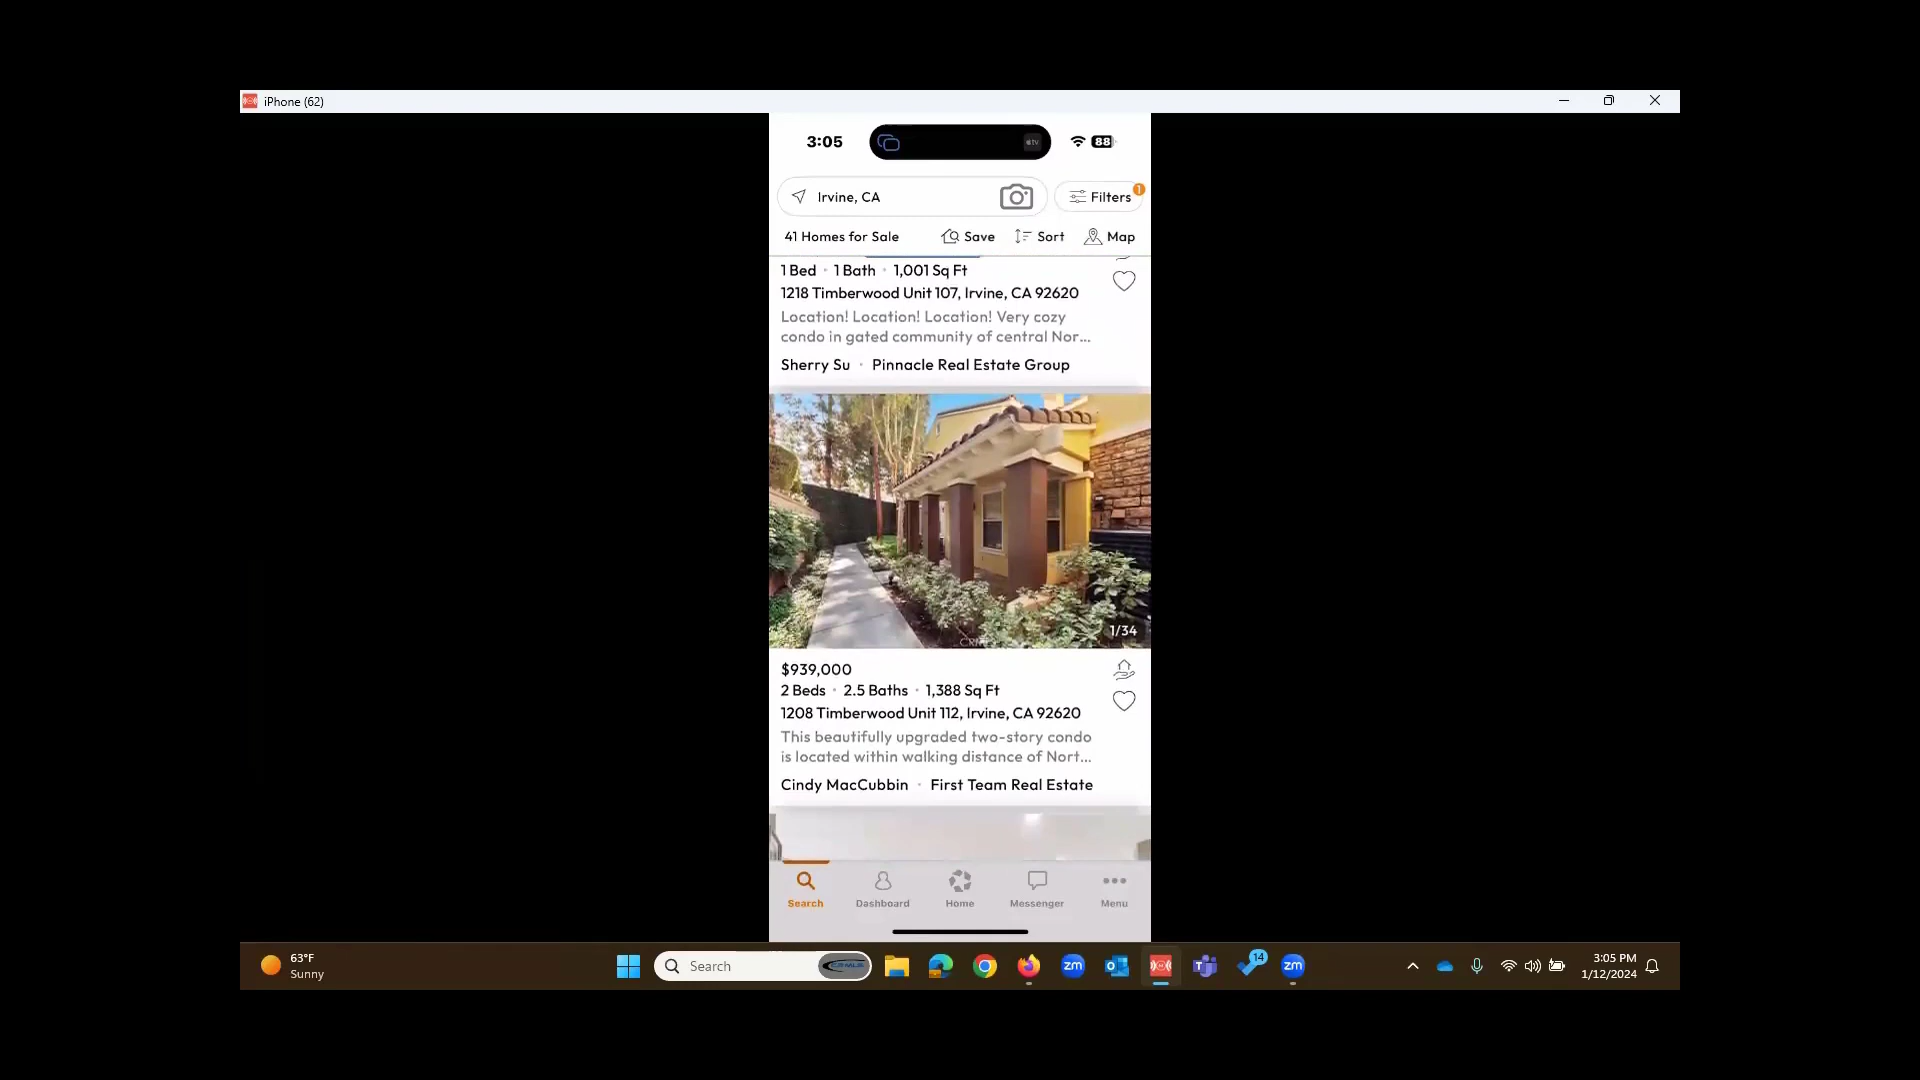 iPhone (62)
3:05
88
Irvine, CA
Filters
1
41 Homes for Sale
Save
Sort
Map
1 Bed · 1 Bath · 1,001 Sq Ft
1218 Timberwood Unit 107, Irvine, CA 92620
Location! Location! Location! Very cozy
condo in gated community of central Nor...
Sherry Su · Pinnacle Real Estate Group
1/34
$939,000
2 Beds · 2.5 Baths · 1,388 Sq Ft
1208 Timberwood Unit 112, Irvine, CA 92620
This beautifully upgraded two-story condo
is located within walking distance of Nort...
Cindy MacCubbin · First Team Real Estate
Search
Dashboard
Home
Messenger
Menu
63°F
Sunny
Search
zm
14
zm
3:05 PM
1/12/2024